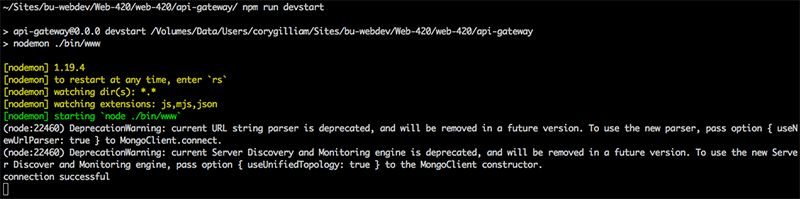 ~/Sites/bu-webdev/Web-420/web-420/api-gateway/ npm run devstart
> api-gateway@0.0.0 devstart /Volumes/Data/Users/corygilliam/Sites/bu-webdev/Web-420/web-420/api-gateway
> nodemon ./bin/www
[nodemon] 1.19.4
[nodemon] to restart at any time, enter `rs`
[nodemon] watching dir(s): *.*
[nodemon] watching extensions: js,mjs,json
[nodemon] starting `node ./bin/www`
(node:22460) DeprecationWarning: current URL string parser is deprecated, and will be removed in a future version. To use the new parser, pass option { useN
ewUrlParser: true } to MongoClient.connect.
(node:22460) DeprecationWarning: current Server Discovery and Monitoring engine is deprecated, and will be removed in a future version. To use the new Serve
r Discover and Monitoring engine, pass option { useUnifiedTopology: true } to the MongoClient constructor.
connection successful